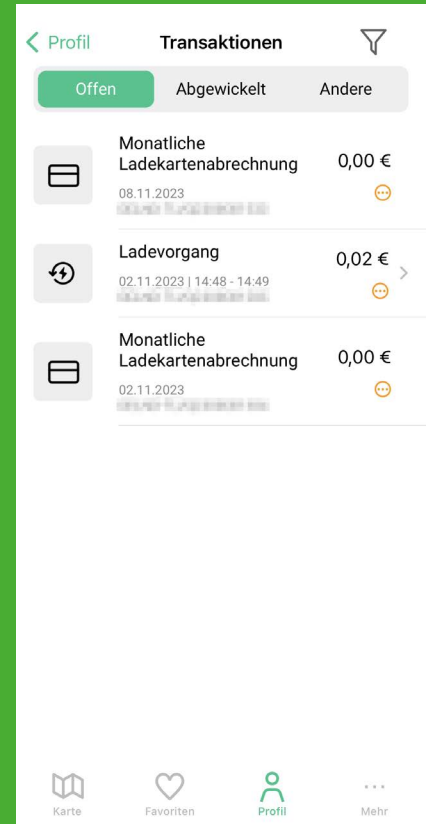 Profil
Transaktionen
Offen
Abgewickelt
Andere
Monatliche
Ladekartenabrechnung
0,00 €
08.11.2023
Ladevorgang
0,02 €
02.11.2023 | 14:48 - 14:49
Monatliche
Ladekartenabrechnung
0,00 €
02.11.2023
Karte
Favoriten
Profil
Mehr